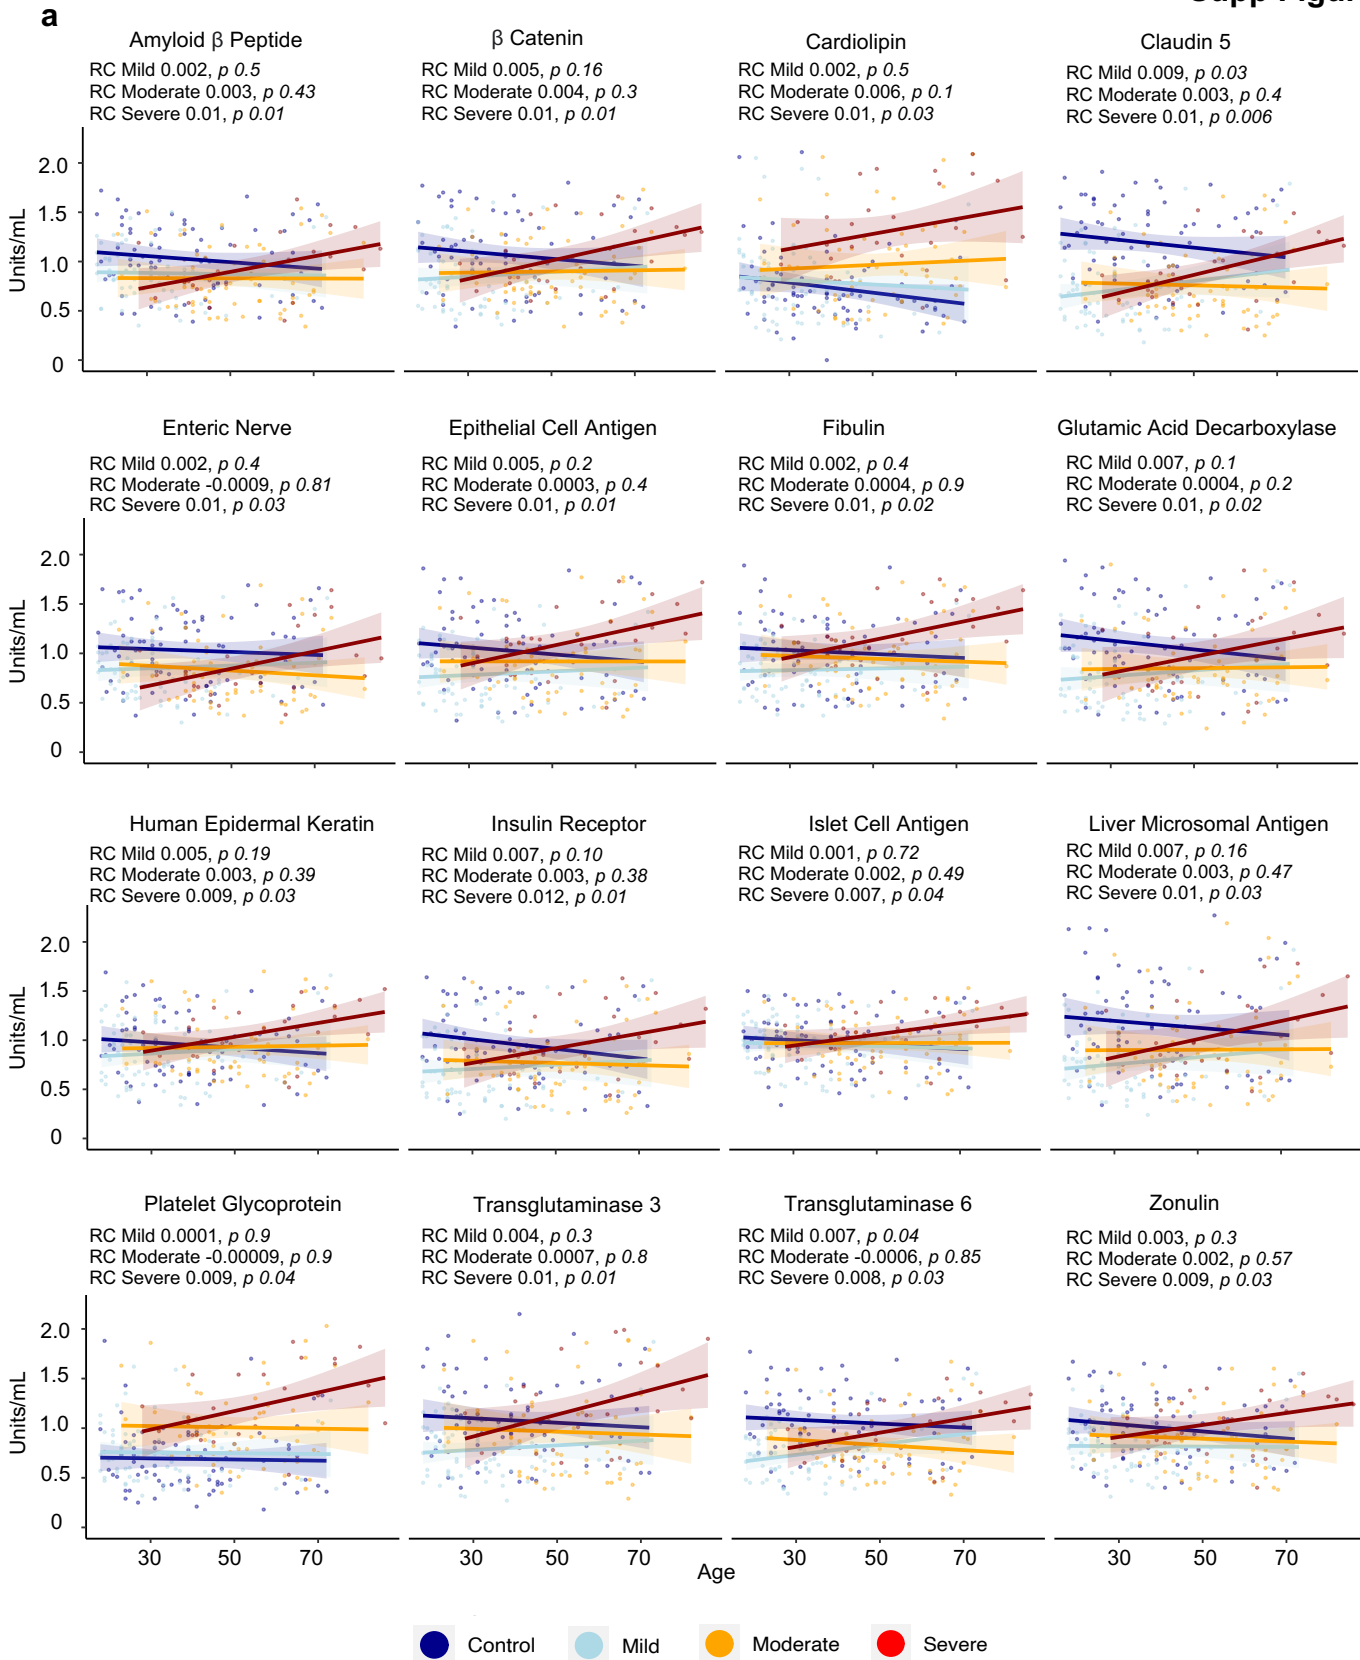 a
Amyloid β Peptide
RC Mild 0.002, p 0.5
RC Moderate 0.003, p 0.43
RC Severe 0.01, p 0.01
β Catenin
RC Mild 0.005, p 0.16
RC Moderate 0.004, p 0.3
RC Severe 0.01, p 0.01
Cardiolipin
RC Mild 0.002, p 0.5
RC Moderate 0.006, p 0.1
RC Severe 0.01, p 0.03
Claudin 5
RC Mild 0.009, p 0.03
RC Moderate 0.003, p 0.4
RC Severe 0.01, p 0.006
Units/mL
2.0
1.5
1.0
0.5
0
Enteric Nerve
RC Mild 0.002, p 0.4
RC Moderate -0.0009, p 0.81
RC Severe 0.01, p 0.03
Epithelial Cell Antigen
RC Mild 0.005, p 0.2
RC Moderate 0.0003, p 0.4
RC Severe 0.01, p 0.01
Fibulin
RC Mild 0.002, p 0.4
RC Moderate 0.0004, p 0.9
RC Severe 0.01, p 0.02
Glutamic Acid Decarboxylase
RC Mild 0.007, p 0.1
RC Moderate 0.0004, p 0.2
RC Severe 0.01, p 0.02
Units/mL
2.0
1.5
1.0
0.5
0
Human Epidermal Keratin
RC Mild 0.005, p 0.19
RC Moderate 0.003, p 0.39
RC Severe 0.009, p 0.03
Insulin Receptor
RC Mild 0.007, p 0.10
RC Moderate 0.003, p 0.38
RC Severe 0.012, p 0.01
Islet Cell Antigen
RC Mild 0.001, p 0.72
RC Moderate 0.002, p 0.49
RC Severe 0.007, p 0.04
Liver Microsomal Antigen
RC Mild 0.007, p 0.16
RC Moderate 0.003, p 0.47
RC Severe 0.01, p 0.03
Units/mL
2.0
1.5
1.0
0.5
0
Platelet Glycoprotein
RC Mild 0.0001, p 0.9
RC Moderate -0.00009, p 0.9
RC Severe 0.009, p 0.04
Transglutaminase 3
RC Mild 0.004, p 0.3
RC Moderate 0.0007, p 0.8
RC Severe 0.01, p 0.01
Transglutaminase 6
RC Mild 0.007, p 0.04
RC Moderate -0.0006, p 0.85
RC Severe 0.008, p 0.03
Zonulin
RC Mild 0.003, p 0.3
RC Moderate 0.002, p 0.57
RC Severe 0.009, p 0.03
Units/mL
2.0
1.5
1.0
0.5
0
30 50 70
30 50 70
30 50 70
30 50 70
Age
Control Mild Moderate Severe